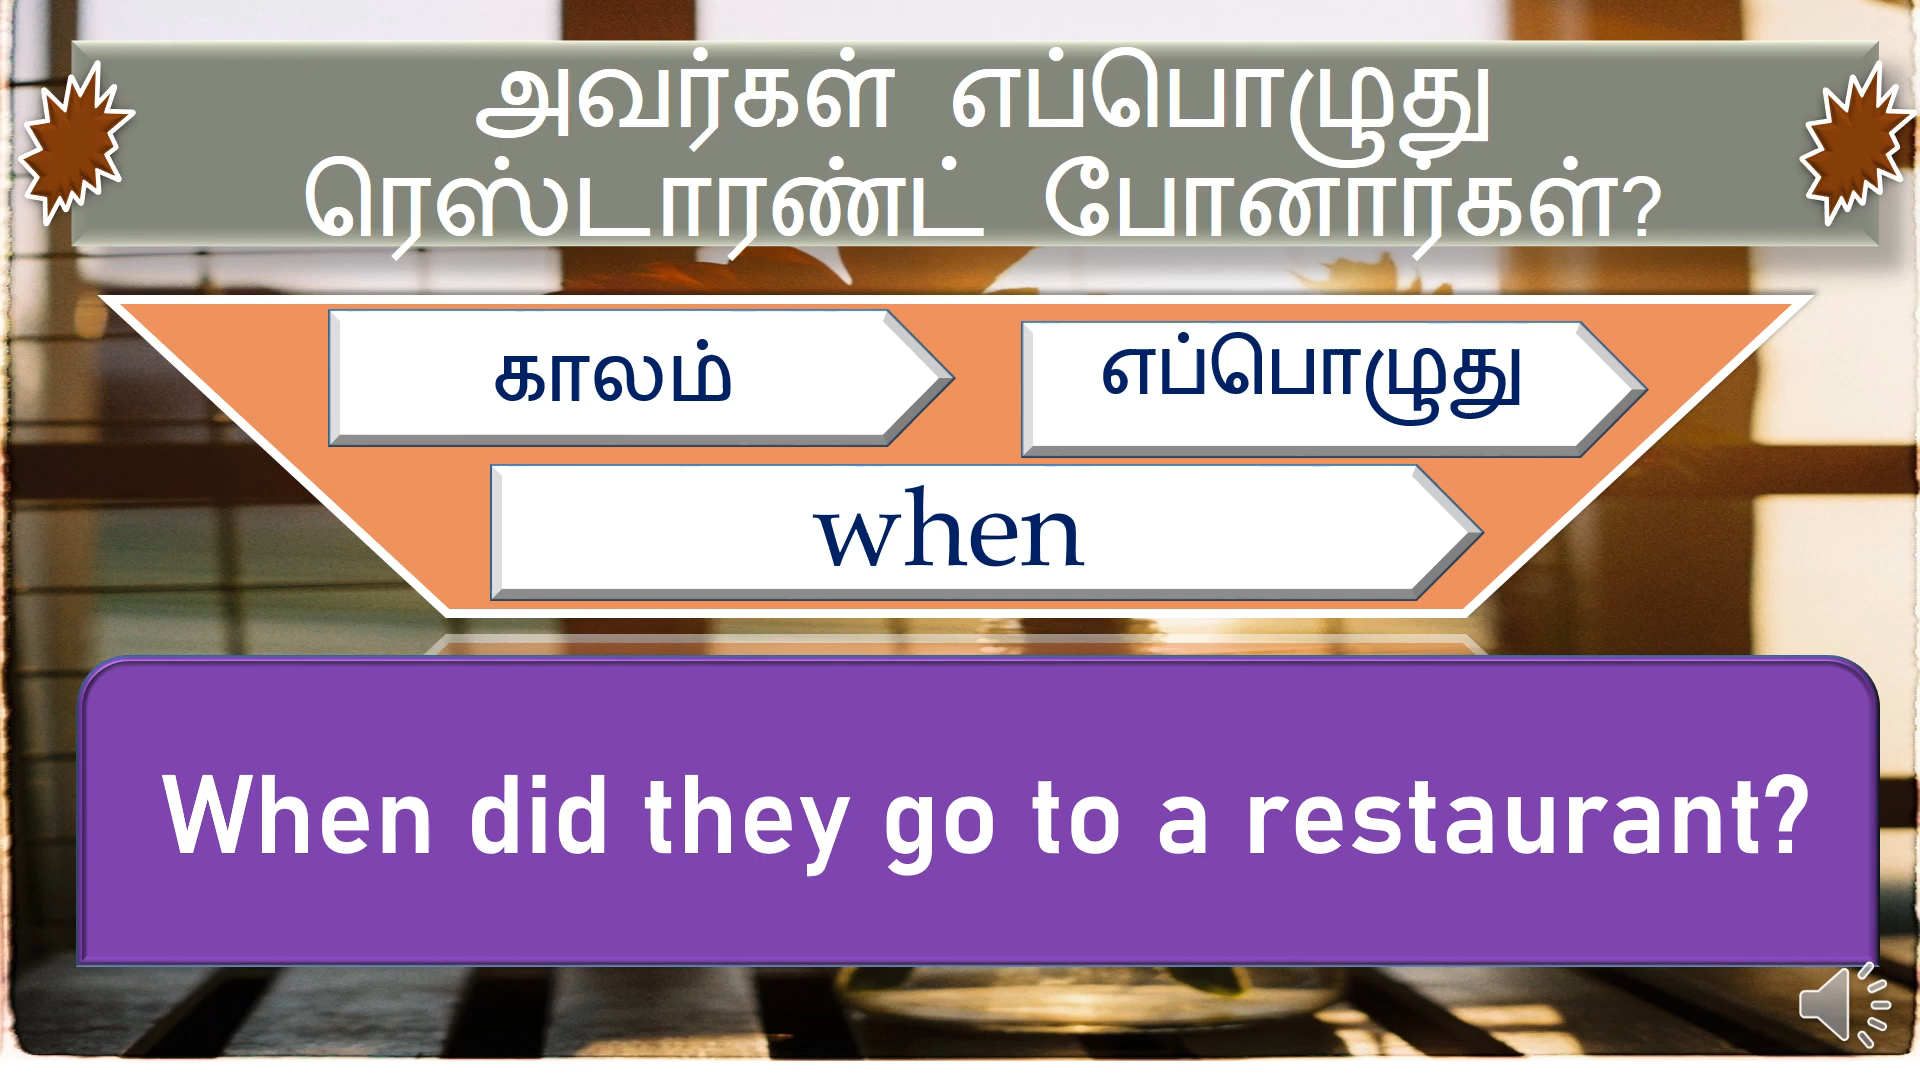 அவர்கள் எப்பொழுது
ரெஸ்டாரண்ட் போனார்கள்?
காலம்
எப்பொழுது
when
When did they go to a restaurant?